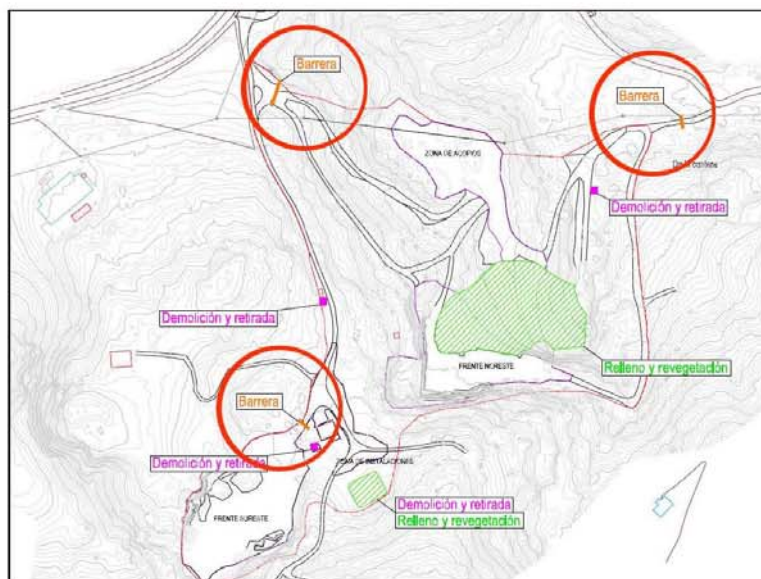 Barrera
Barrera
ZONA DE ACOPIOS
Demolición y retirada
Demolición y retirada
Relleno y revegetación
FRENTE NORESTE
Barrera
Demolición y retirada
ZONA DE INSTALACIONES
Demolición y retirada
Relleno y revegetación
FRENTE SURESTE